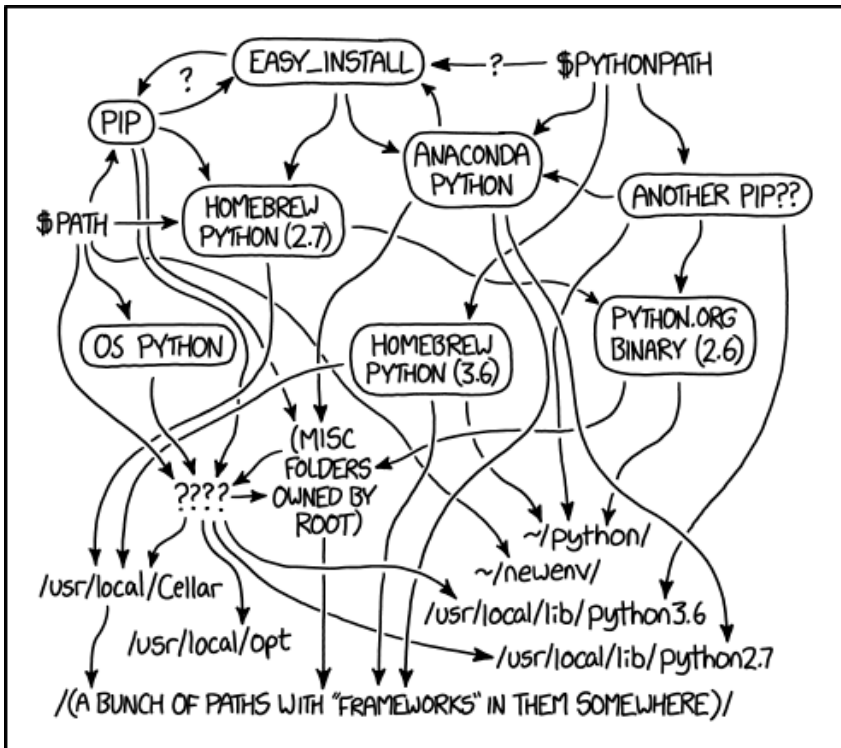 EASY_INSTALL
?
$PYTHONPATH
?
PIP
ANACONDA
PYTHON
ANOTHER PIP??
HOMEBREW
PYTHON (2.7)
$PATH
OS PYTHON
HOMEBREW
PYTHON (3.6)
PYTHON.ORG
BINARY (2.6)
(MISC
FOLDERS
OWNED BY
ROOT)
????
~/python/
~/newenv/
/usr/local/Cellar
/usr/local/lib/python3.6
/usr/local/opt
/usr/local/lib/python2.7
/(A BUNCH OF PATHS WITH "FRAMEWORKS" IN THEM SOMEWHERE)/